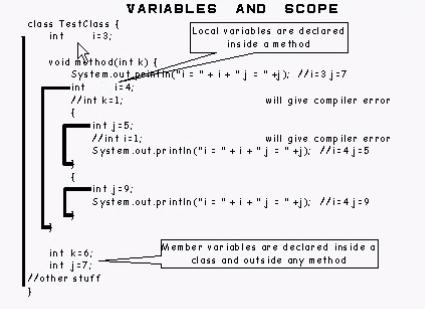 VARIABLES AND SCOPE
class TestClass {
int i=3;
Local variables are declared
inside a method
void method(int k) {
System.out.println("i = " + i + "j = " +j); //i=3 j=7
int i=4;
//int k=1; will give compiler error
{
int j=5;
//int i=1; will give compiler error
System.out.println("i = " + i + "j = " +j); //i=4 j=5
}
{
int j=9;
System.out.println("i = " + i + "j = " +j); //i=4 j=9
}
}
int k=6;
int j=7;
Member variables are declared inside a
class and outside any method
//other stuff
}